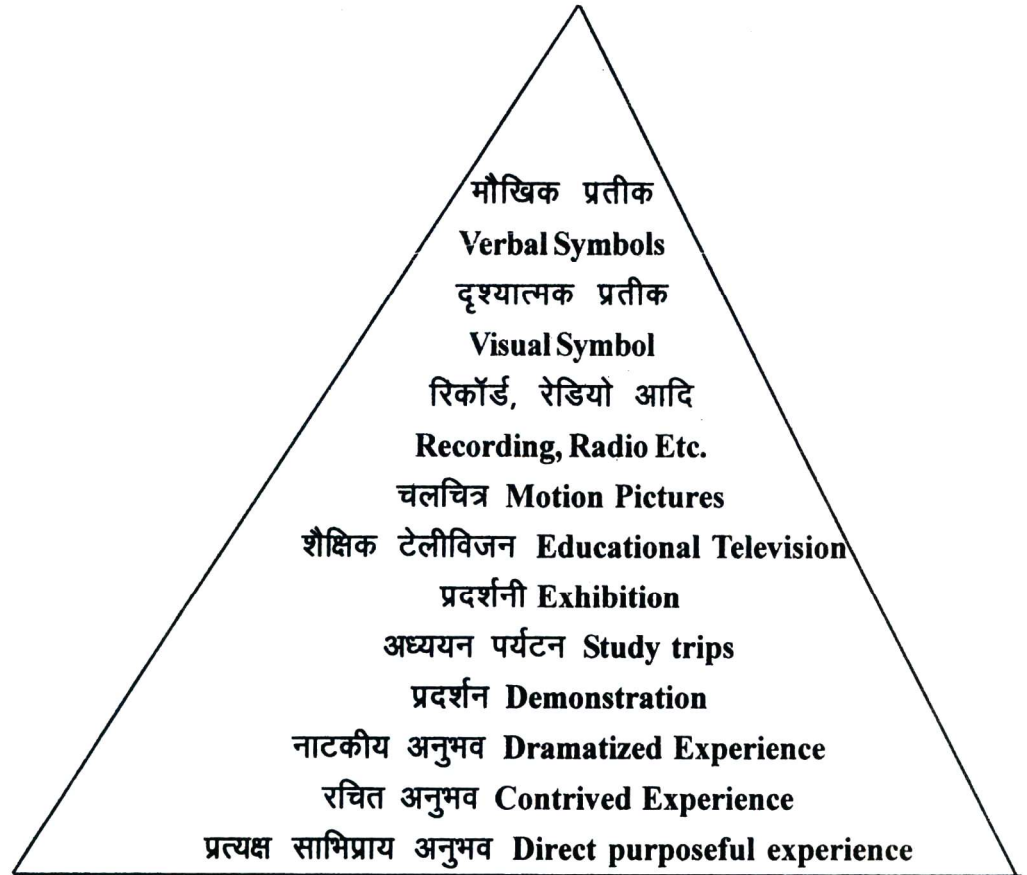 मौखिक प्रतीक
Verbal Symbols
दृश्यात्मक प्रतीक
Visual Symbol
रिकॉर्ड, रेडियो आदि
Recording, Radio Etc.
चलचित्र Motion Pictures
शैक्षिक टेलीविजन Educational Television
प्रदर्शनी Exhibition
अध्ययन पर्यटन Study trips
प्रदर्शन Demonstration
नाटकीय अनुभव Dramatized Experience
रचित अनुभव Contrived Experience
प्रत्यक्ष साभिप्राय अनुभव Direct purposeful experience